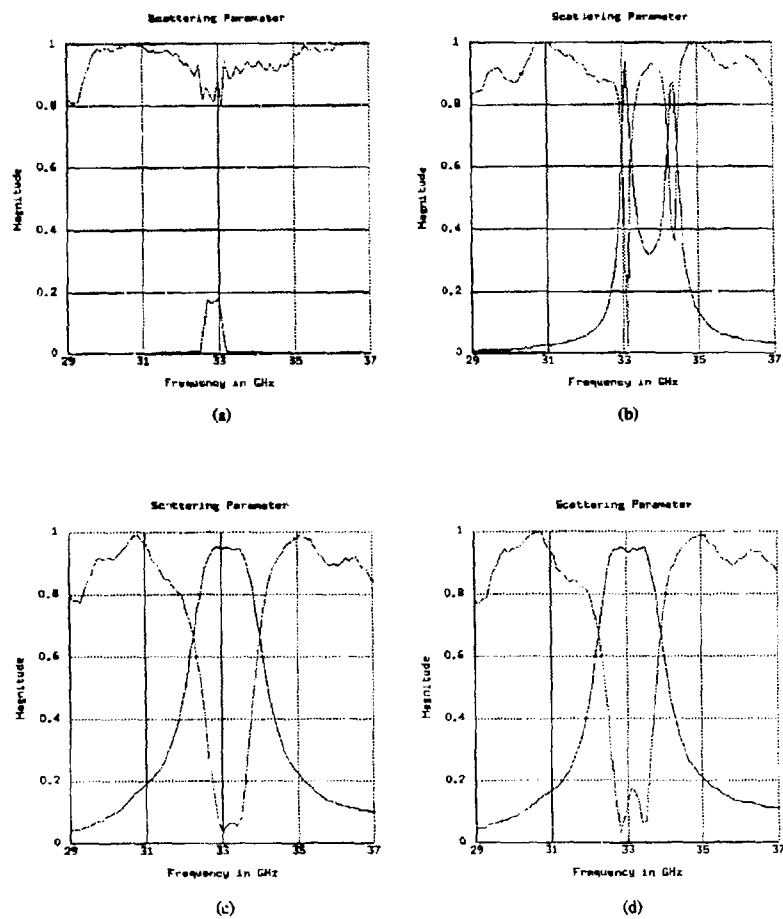 Scattering Parameter
1
0.8
0.6
0.4
0.2
0
Magnitude
29 31 33 35 37
Frequency in GHz
(a)
Scattering Parameter
1
0.8
0.6
0.4
0.2
0
Magnitude
29 31 33 35 37
Frequency in GHz
(b)
Scattering Parameter
1
0.8
0.6
0.4
0.2
0
Magnitude
29 31 33 35 37
Frequency in GHz
(c)
Scattering Parameter
1
0.8
0.6
0.4
0.2
0
Magnitude
29 31 33 35 37
Frequency in GHz
(d)